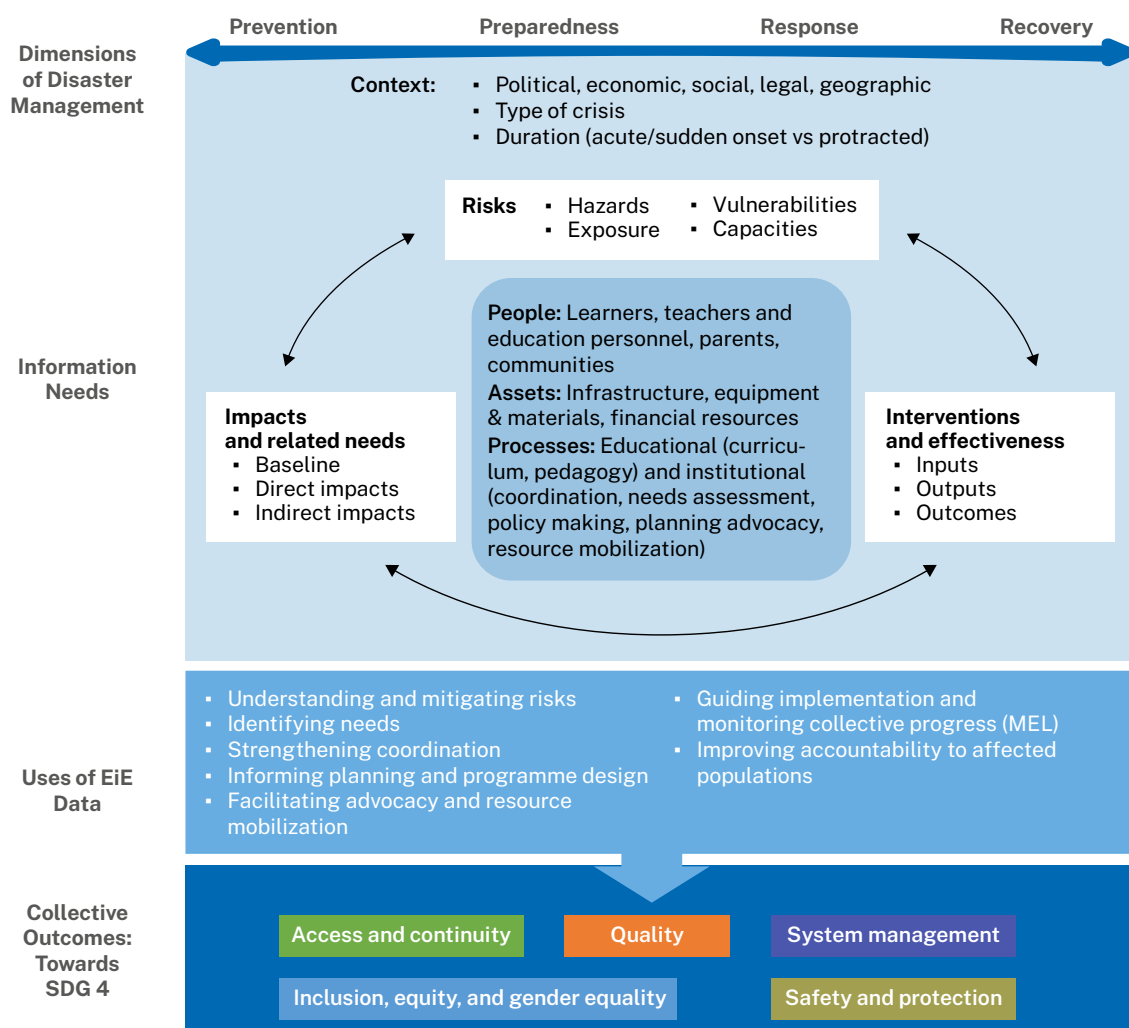 Prevention
Preparedness
Response
Recovery
Dimensions
of Disaster
Management
Context:
▪ Political, economic, social, legal, geographic
▪ Type of crisis
▪ Duration (acute/sudden onset vs protracted)
Risks
▪ Hazards
▪ Exposure
▪ Vulnerabilities
▪ Capacities
Information
Needs
People: Learners, teachers and
education personnel, parents,
communities
Assets: Infrastructure, equipment
& materials, financial resources
Processes: Educational (curricu-
lum, pedagogy) and institutional
(coordination, needs assessment,
policy making, planning advocacy,
resource mobilization)
Impacts
and related needs
▪ Baseline
▪ Direct impacts
▪ Indirect impacts
Interventions
and effectiveness
▪ Inputs
▪ Outputs
▪ Outcomes
Uses of EiE
Data
▪ Understanding and mitigating risks
▪ Identifying needs
▪ Strengthening coordination
▪ Informing planning and programme design
▪ Facilitating advocacy and resource
mobilization
▪ Guiding implementation and
monitoring collective progress (MEL)
▪ Improving accountability to affected
populations
Collective
Outcomes:
Towards
SDG 4
Access and continuity
Quality
System management
Inclusion, equity, and gender equality
Safety and protection